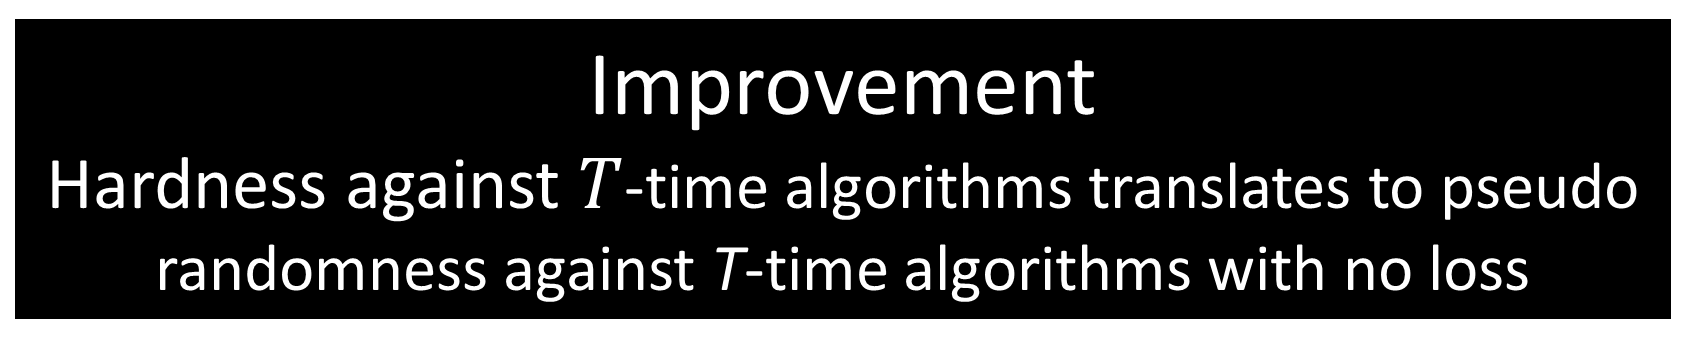 Improvement
Hardness against T-time algorithms translates to pseudo
randomness against T-time algorithms with no loss